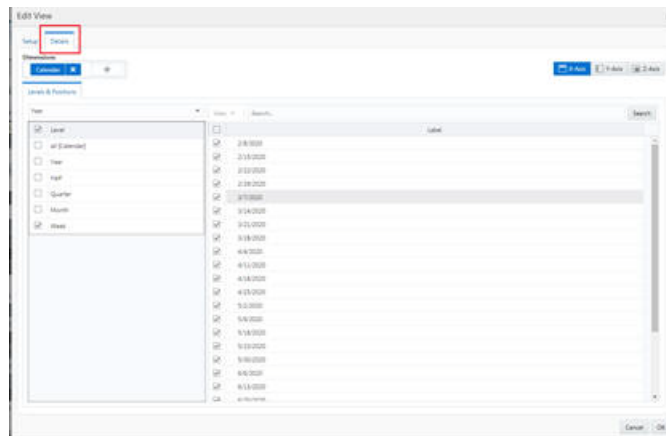 Edit View
Setup Details
Dimensions
Calendar
X-Axis Y-Axis Z-Axis
Levels & Positions
Year
View Search...
Search
Level
Label
All [Calendar]
Year
Half
Quarter
Month
Week
2/8/2020
2/15/2020
2/22/2020
2/29/2020
3/7/2020
3/14/2020
3/21/2020
3/28/2020
4/4/2020
4/11/2020
4/18/2020
4/25/2020
5/2/2020
5/9/2020
5/16/2020
5/23/2020
5/30/2020
6/6/2020
6/13/2020
Cancel OK